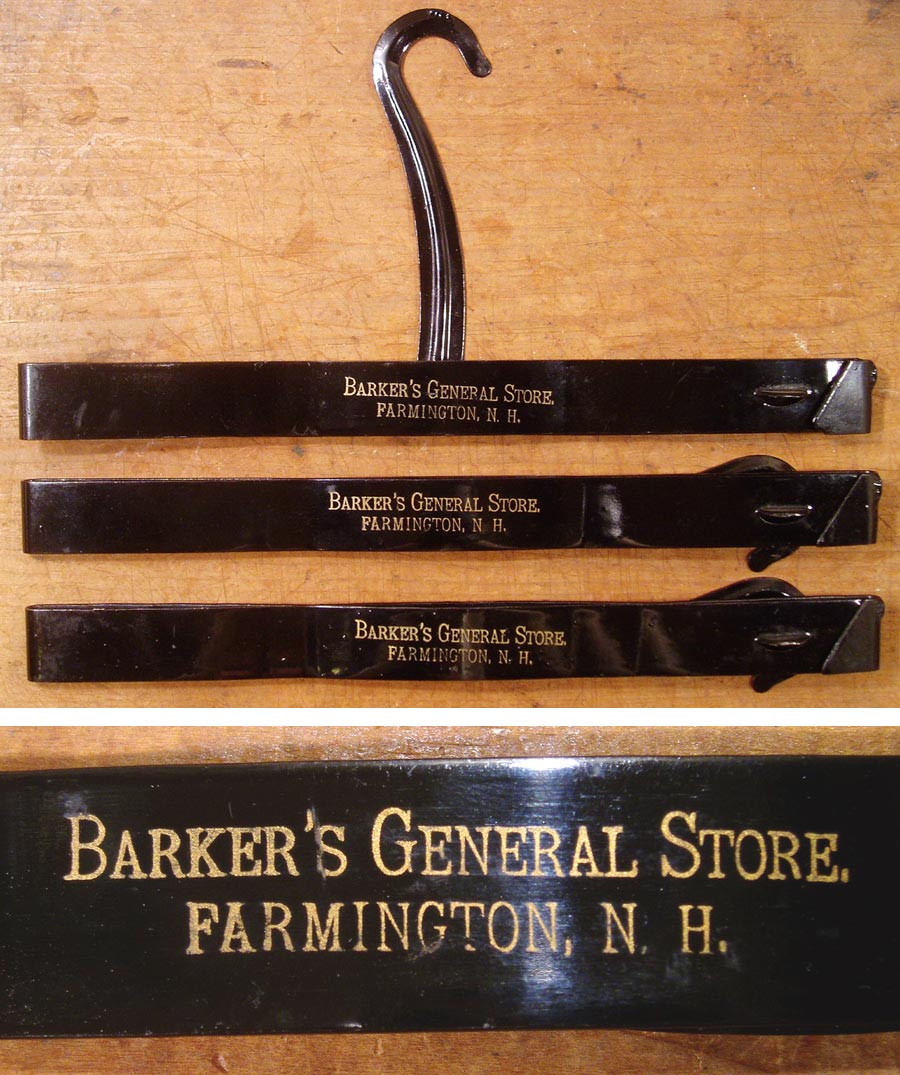 BARKER'S GENERAL STORE.
FARMINGTON, N. H.
BARKER'S GENERAL STORE.
FARMINGTON, N H.
BARKER'S GENERAL STORE.
FARMINGTON, N. H.
BARKER'S GENERAL STORE.
FARMINGTON, N. H.